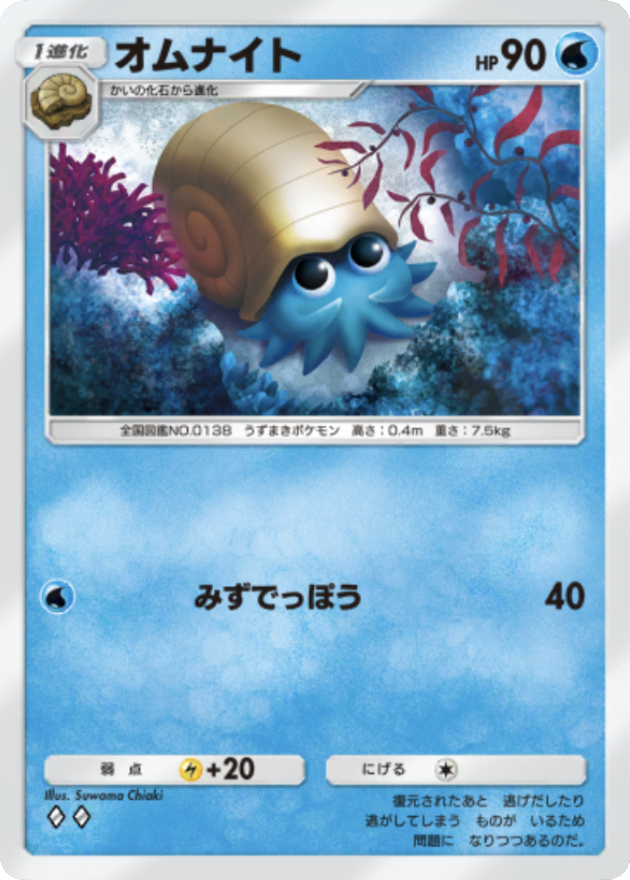 1進化
オムナイト
HP90
かいの化石から進化
全国図鑑NO.0138 うずまきポケモン 高さ:0.4m 重さ:7.5kg
みずでっぽう 40
弱点 +20
にげる
Illus. Suwama Chiaki
復元されたあと 逃げだしたり
逃がしてしまう ものが いるため
問題に なりつつあるのだ。